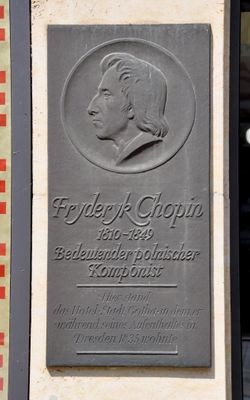 Fryderyk Chopin
1810-1849
Bedeutender polnischer
Komponist
Hier stand
das Hotel „Stadt Gotha“, in dem er
während seines Aufenthaltes in
Dresden 1835 wohnte